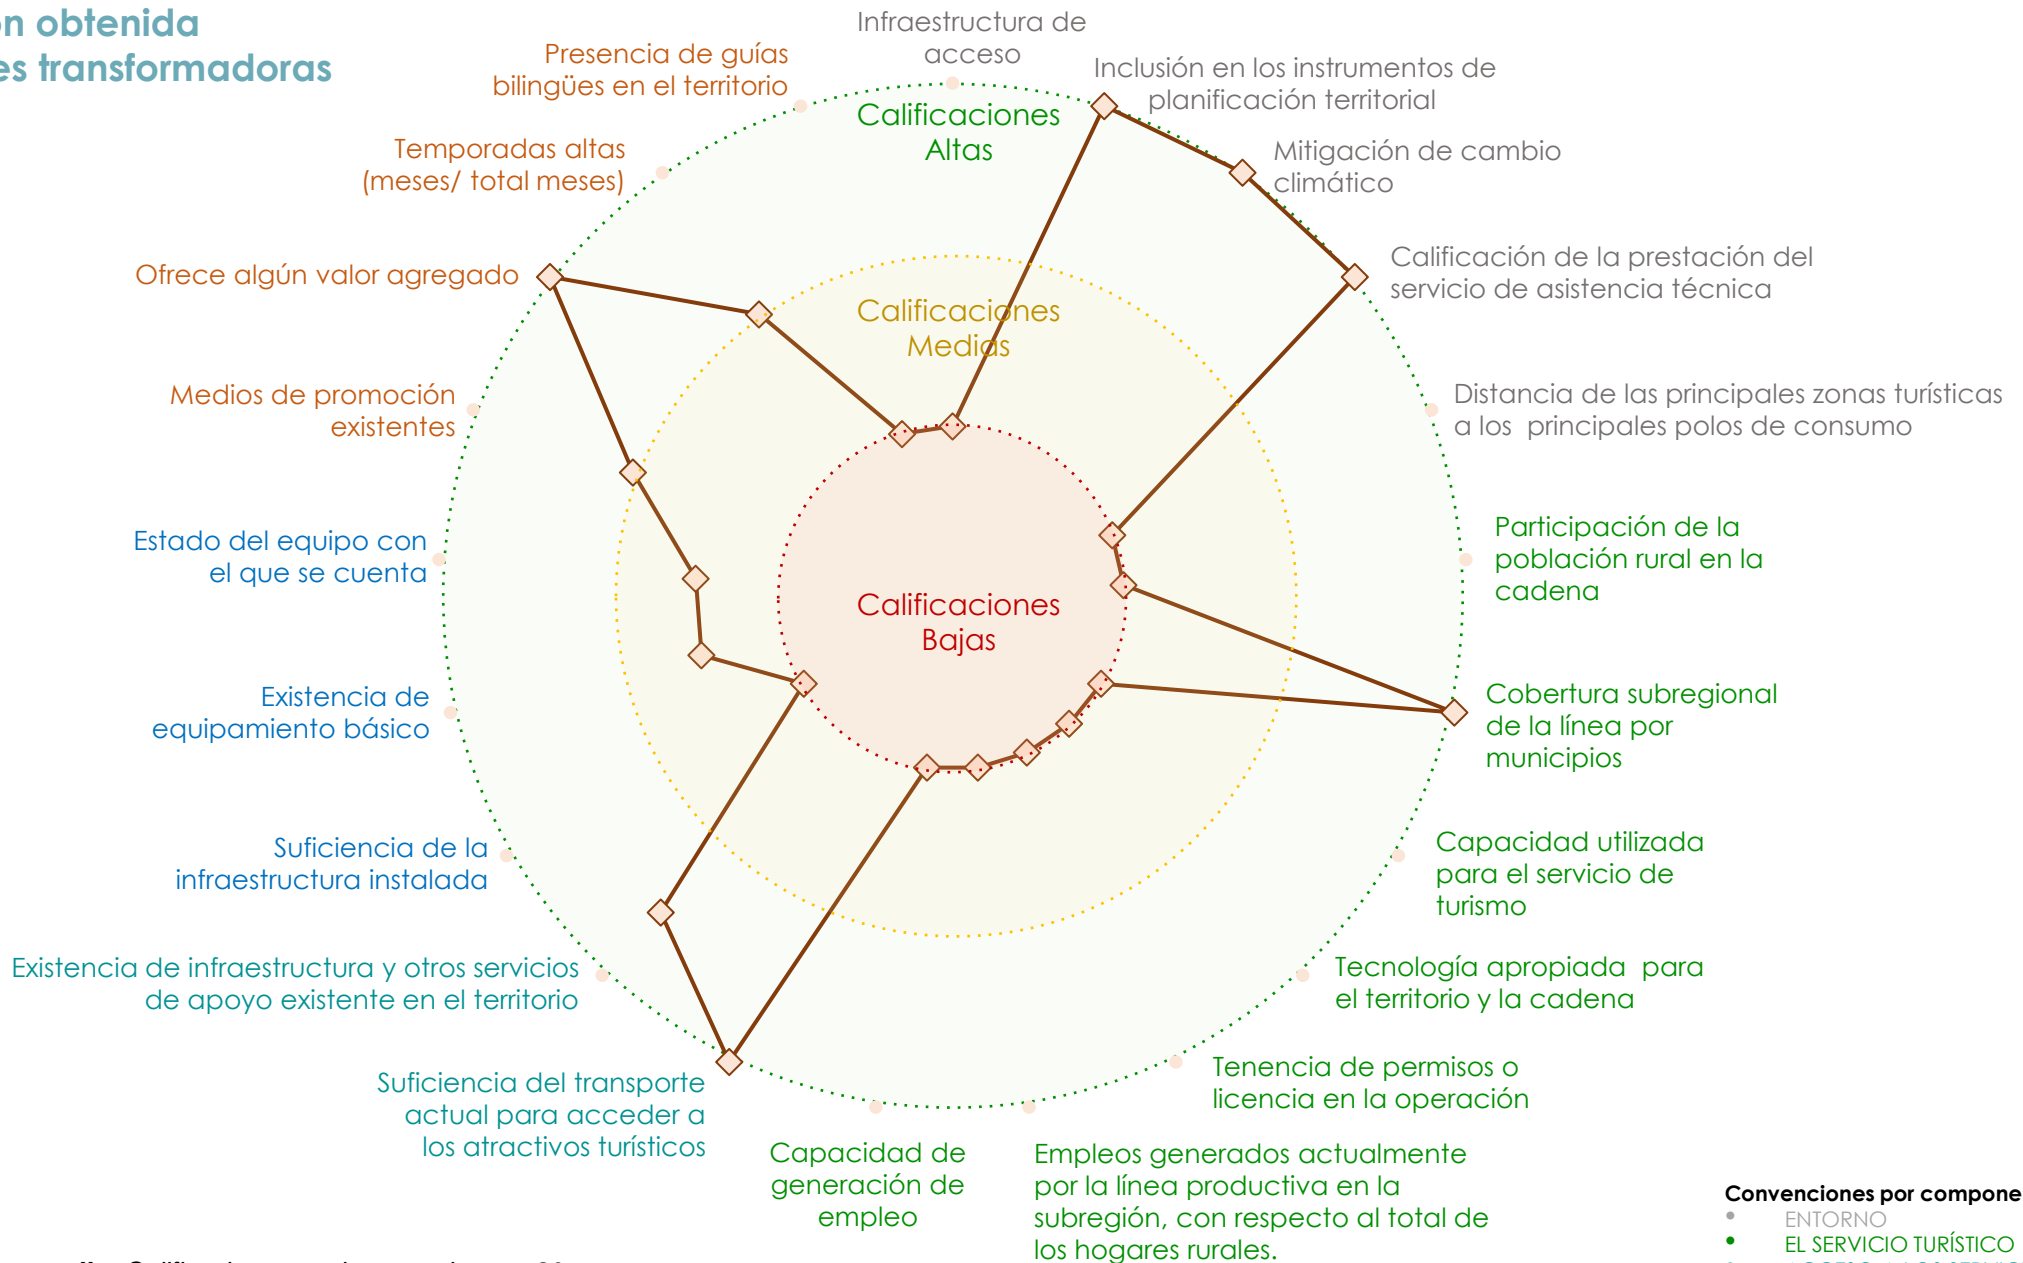 ón obtenida
es transformadoras
Infraestructura de
acceso
Presencia de guías
bilingües en el territorio
Inclusión en los instrumentos de
planificación territorial
Calificaciones
Altas
Temporadas altas
(meses/ total meses)
Mitigación de cambio
climático
Ofrece algún valor agregado
Calificación de la prestación del
servicio de asistencia técnica
Calificaciones
Medias
Medios de promoción
existentes
Distancia de las principales zonas turísticas
a los principales polos de consumo
Estado del equipo con
el que se cuenta
Participación de la
población rural en la
cadena
Calificaciones
Bajas
Existencia de
equipamiento básico
Cobertura subregional
de la línea por
municipios
Suficiencia de la
infraestructura instalada
Capacidad utilizada
para el servicio de
turismo
Existencia de infraestructura y otros servicios
de apoyo existente en el territorio
Tecnología apropiada para
el territorio y la cadena
Suficiencia del transporte
actual para acceder a
los atractivos turísticos
Tenencia de permisos o
licencia en la operación
Capacidad de
generación de
empleo
Empleos generados actualmente
por la línea productiva en la
subregión, con respecto al total de
los hogares rurales.
Convenciones por compone
• ENTORNO
• EL SERVICIO TURÍSTICO